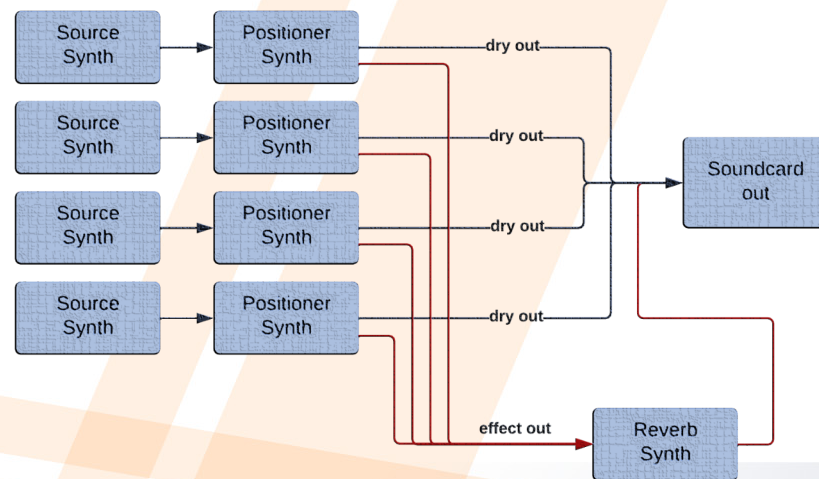 Source
Synth
Positioner
Synth
dry out
Source
Synth
Positioner
Synth
dry out
Soundcard
out
Source
Synth
Positioner
Synth
dry out
Source
Synth
Positioner
Synth
dry out
effect out
Reverb
Synth